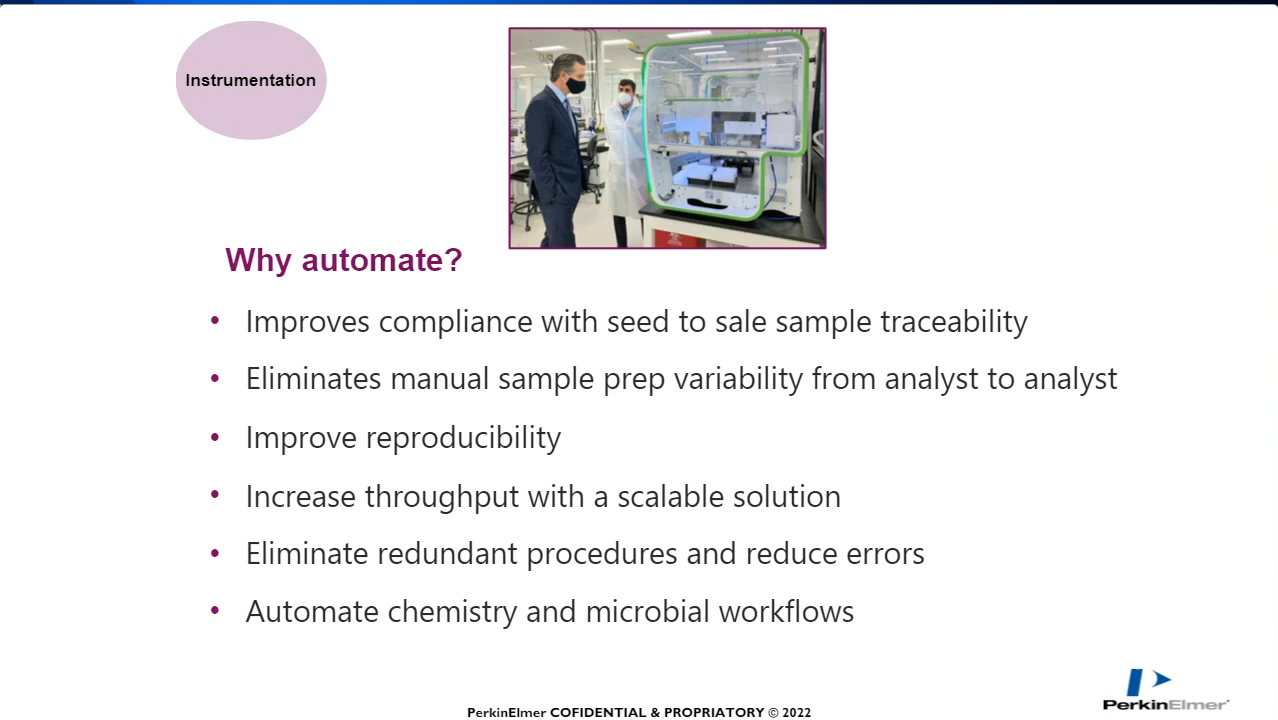 Instrumentation
Why automate?
• Improves compliance with seed to sale sample traceability
• Eliminates manual sample prep variability from analyst to analyst
• Improve reproducibility
• Increase throughput with a scalable solution
• Eliminate redundant procedures and reduce errors
• Automate chemistry and microbial workflows
PerkinElmer
PerkinElmer COFIDENTIAL & PROPRIATORY © 2022